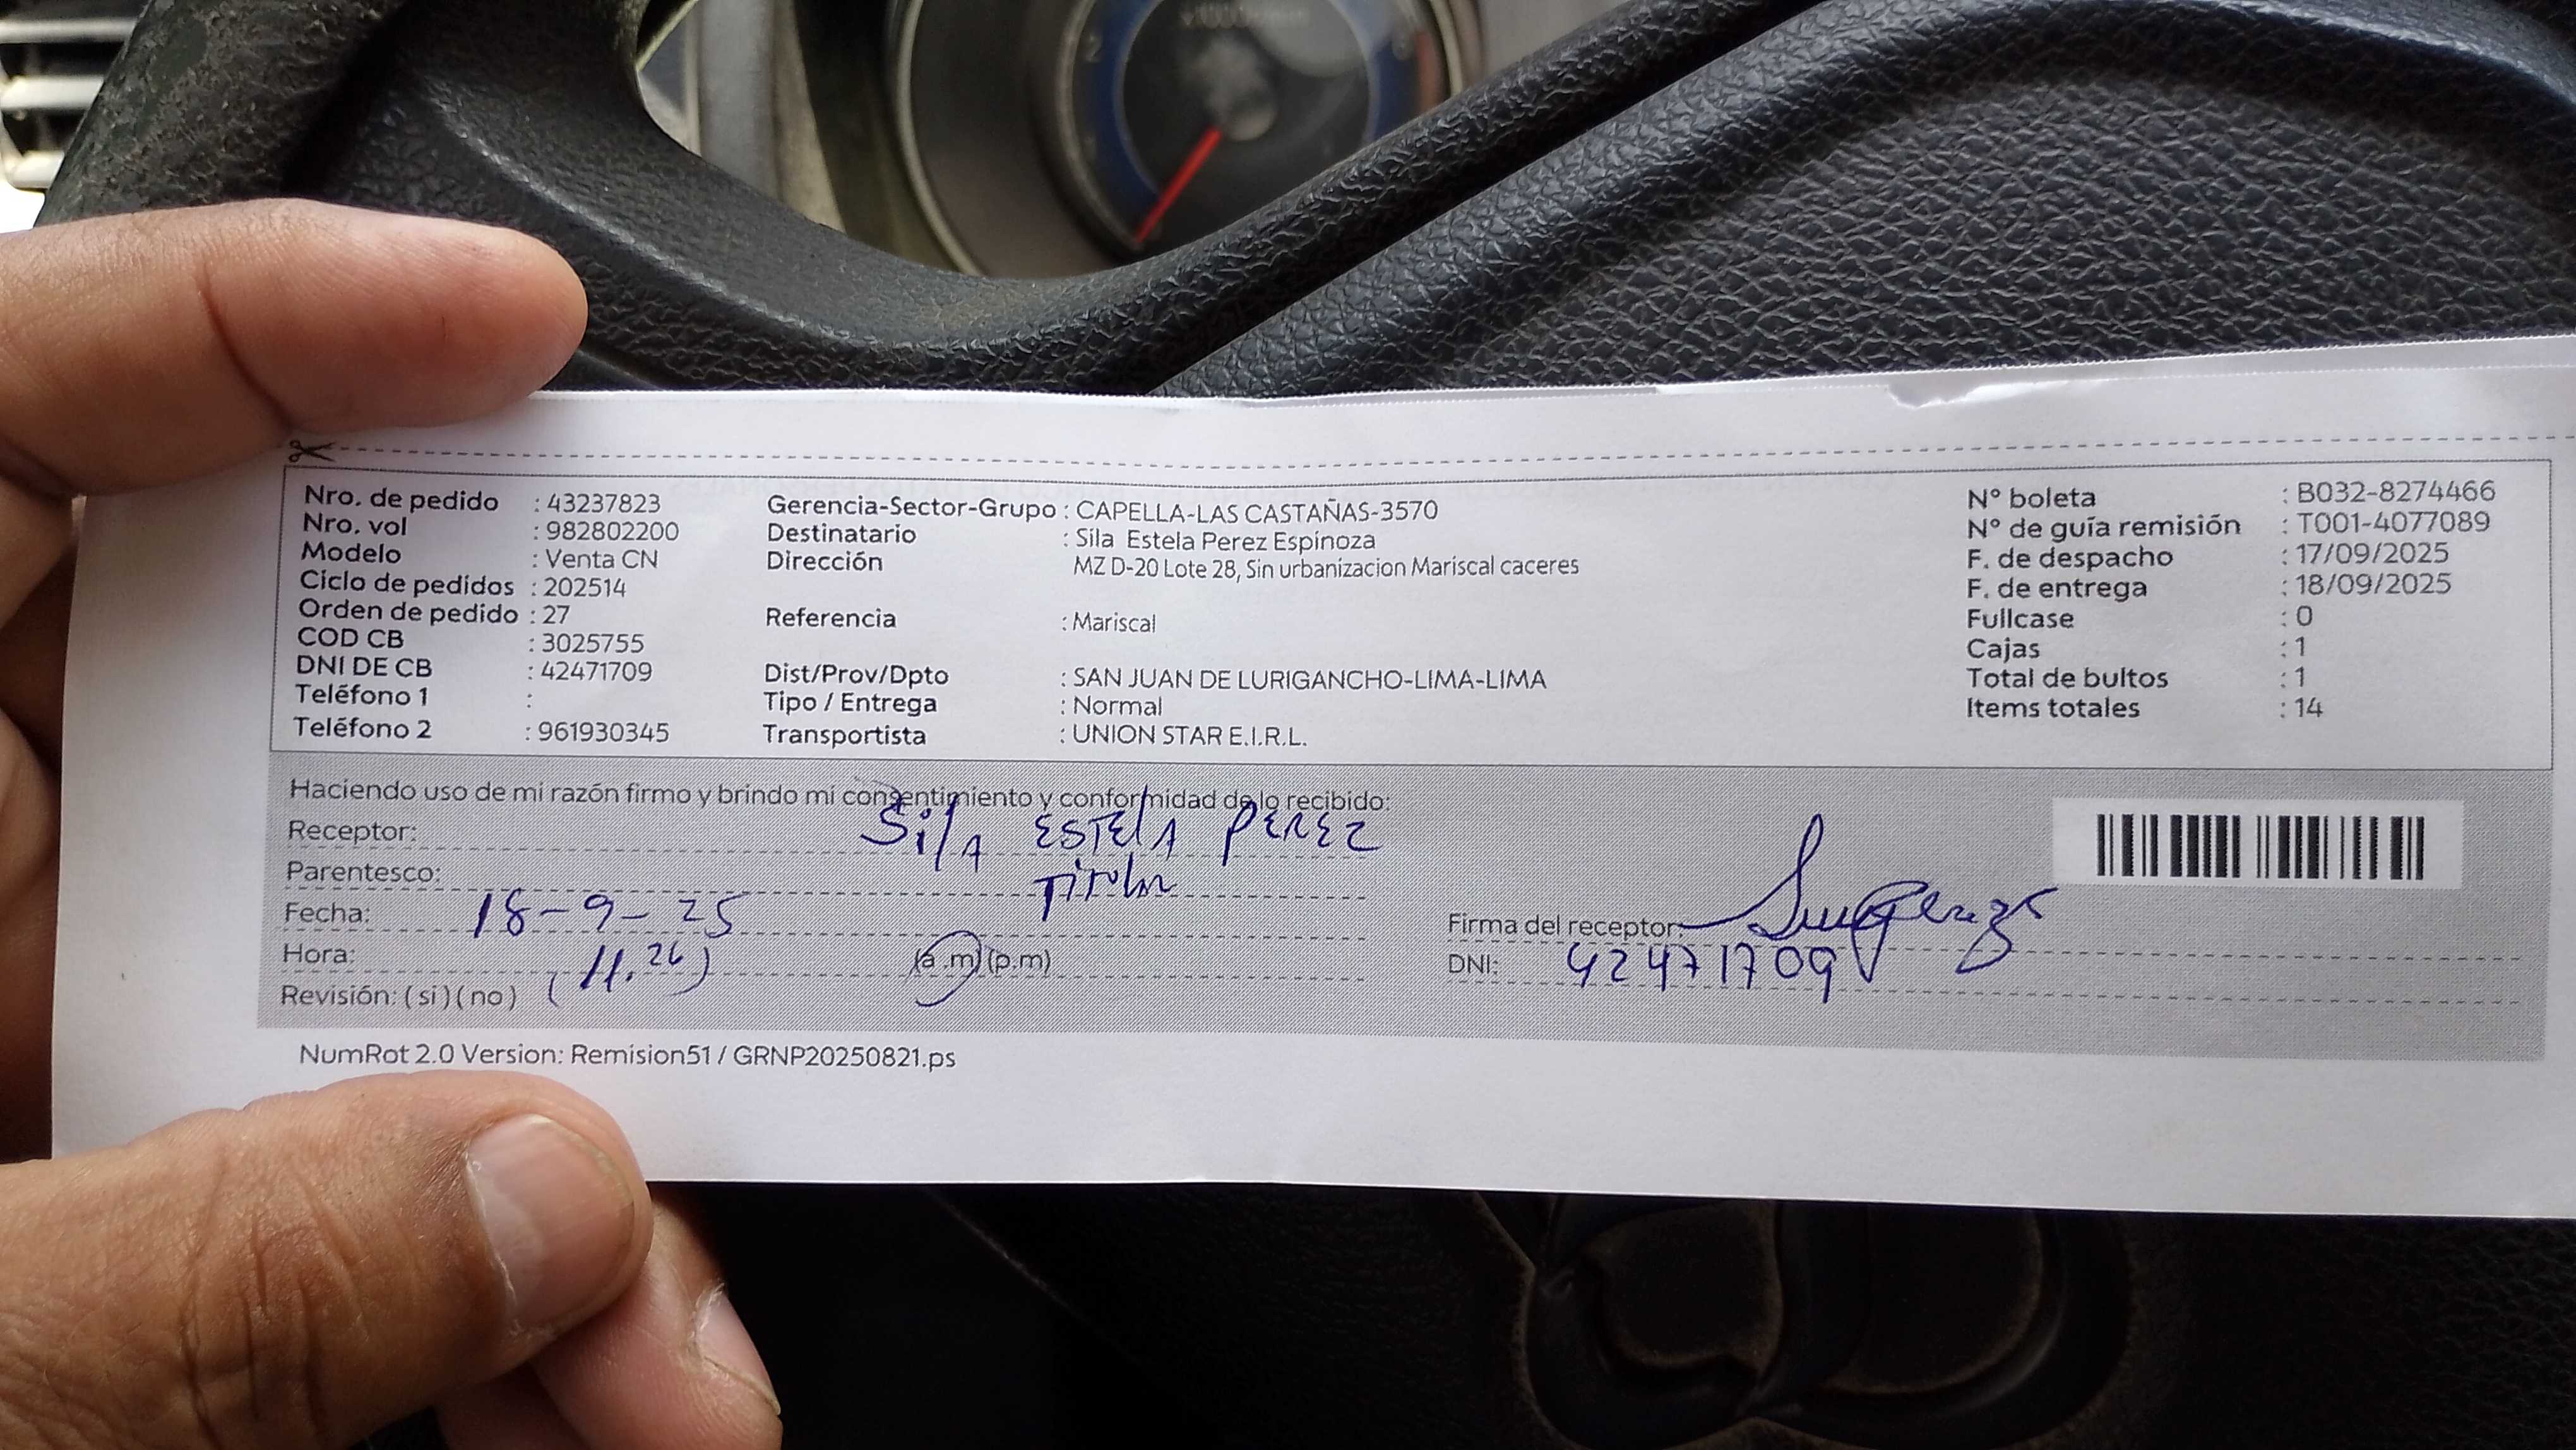 Nro. de pedido : 43237823
Nro. vol : 982802200
Modelo : Venta CN
Ciclo de pedidos : 202514
Orden de pedido : 27
COD CB : 3025755
DNI DE CB : 42471709
Teléfono 1 :
Teléfono 2 : 961930345
Gerencia-Sector-Grupo : CAPELLA-LAS CASTAÑAS-3570
Destinatario : Sila Estela Perez Espinoza
Dirección MZ D-20 Lote 28, Sin urbanizacion Mariscal caceres
Referencia : Mariscal
Dist/Prov/Dpto : SAN JUAN DE LURIGANCHO-LIMA-LIMA
Tipo / Entrega : Normal
Transportista : UNION STAR E.I.R.L.
N° boleta : B032-8274466
N° de guía remisión : T001-4077089
F. de despacho : 17/09/2025
F. de entrega : 18/09/2025
Fullcase : 0
Cajas : 1
Total de bultos : 1
Items totales : 14
Haciendo uso de mi razón firmo y brindo mi consentimiento y conformidad de lo recibido:
Receptor: SilA EStElA PEREZ
Parentesco: Titular
Fecha: 18-9-25
Hora: (11.26) (a.m) (p.m)
Revisión: (si) (no)
Firma del receptor:
DNI: 42471709
NumRot 2.0 Version: Remision51 / GRNP20250821.ps